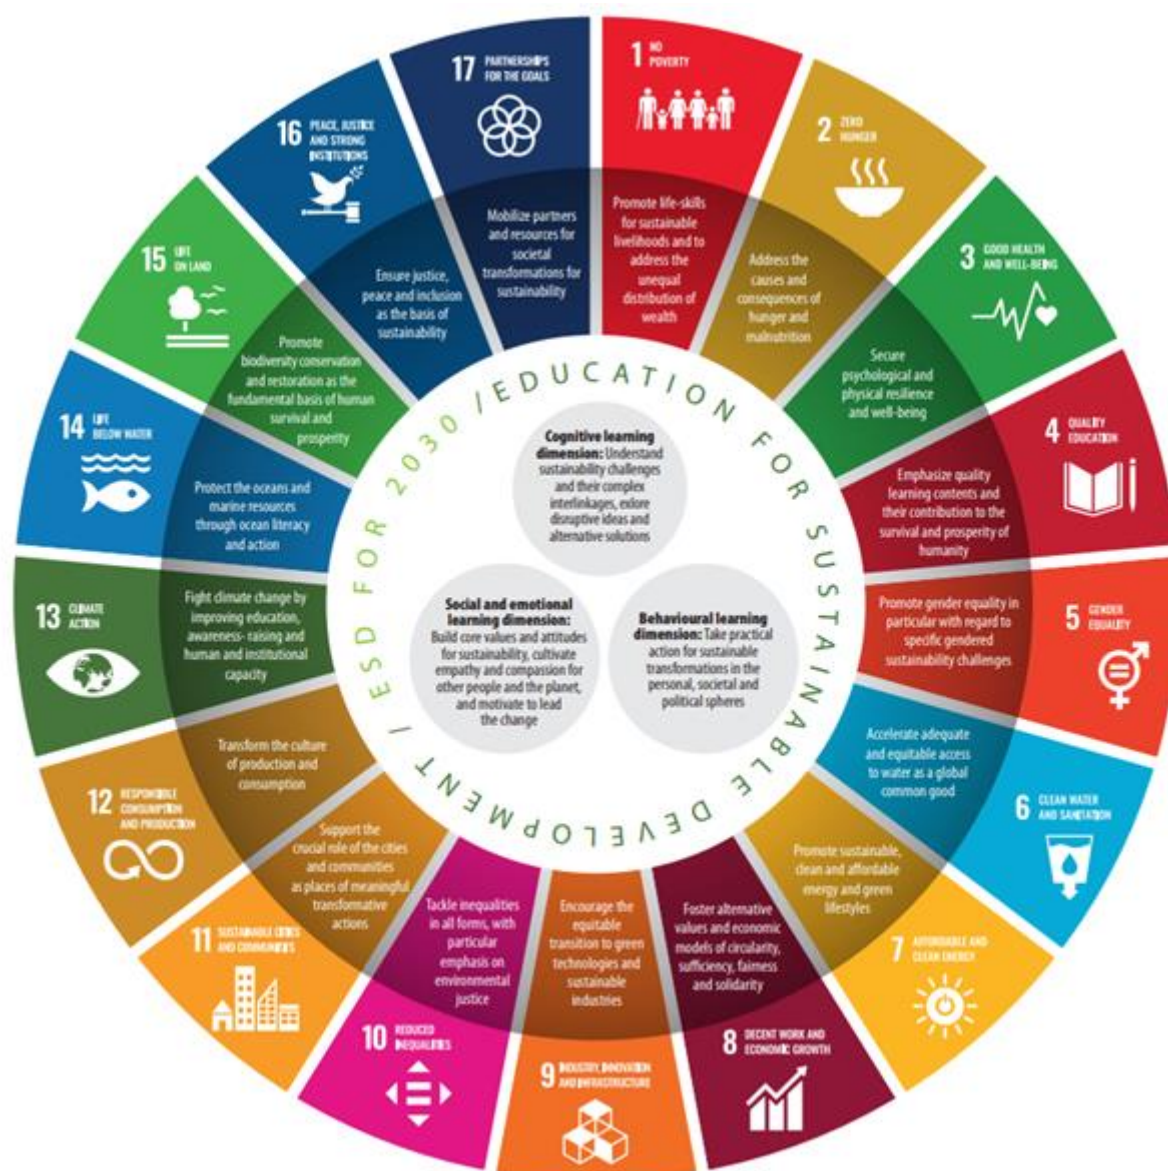 1 NO
POVERTY
Promote life-skills
for sustainable
livelihoods and to
address the
unequal
distribution of
wealth
2 ZERO
HUNGER
Address the
causes and
consequences of
hunger and
malnutrition
3 GOOD HEALTH
AND WELL-BEING
Secure
psychological and
physical resilience
and well-being
4 QUALITY
EDUCATION
Emphasize quality
learning contents and
their contribution to the
survival and prosperity of
humanity
5 GENDER
EQUALITY
Promote gender equality in
particular with regard to
specific gendered
sustainability challenges
6 CLEAN WATER
AND SANITATION
Accelerate adequate
and equitable access
to water as a global
common good
7 AFFORDABLE AND
CLEAN ENERGY
Promote sustainable,
clean and affordable
energy and green
lifestyles
8 DECENT WORK AND
ECONOMIC GROWTH
Foster alternative
values and economic
models of circularity,
sufficiency, fairness
and solidarity
9 INDUSTRY, INNOVATION
AND INFRASTRUCTURE
Encourage the
equitable
transition to green
technologies and
sustainable
industries
10 REDUCED
INEQUALITIES
Tackle inequalities
in all forms, with
particular
emphasis on
environmental
justice
11 SUSTAINABLE CITIES
AND COMMUNITIES
Support the
crucial role of the cities
and communities
as places of meaningful
transformative
actions
12 RESPONSIBLE
CONSUMPTION
AND PRODUCTION
Transform the culture
of production and
consumption
13 CLIMATE
ACTION
Fight climate change by
improving education,
awareness- raising and
human and institutional
capacity
14 LIFE
BELOW WATER
Protect the oceans and
marine resources
through ocean literacy
and action
15 LIFE
ON LAND
Promote
biodiversity conservation
and restoration as the
fundamental basis of human
survival and
prosperity
16 PEACE, JUSTICE
AND STRONG
INSTITUTIONS
Ensure justice,
peace and inclusion
as the basis of
sustainability
17 PARTNERSHIPS
FOR THE GOALS
Mobilize partners
and resources for
societal
transformations for
sustainability
/ ESD FOR 2030 / EDUCATION FOR SUSTAINABLE DEVELOPMENT
Cognitive learning
dimension: Understand
sustainability challenges
and their complex
interlinkages, exlore
disruptive ideas and
alternative solutions
Social and emotional
learning dimension:
Build core values and attitudes
for sustainability, cultivate
empathy and compassion for
other people and the planet,
and motivate to lead
the change
Behavioural learning
dimension: Take practical
action for sustainable
transformations in the
personal, societal and
political spheres